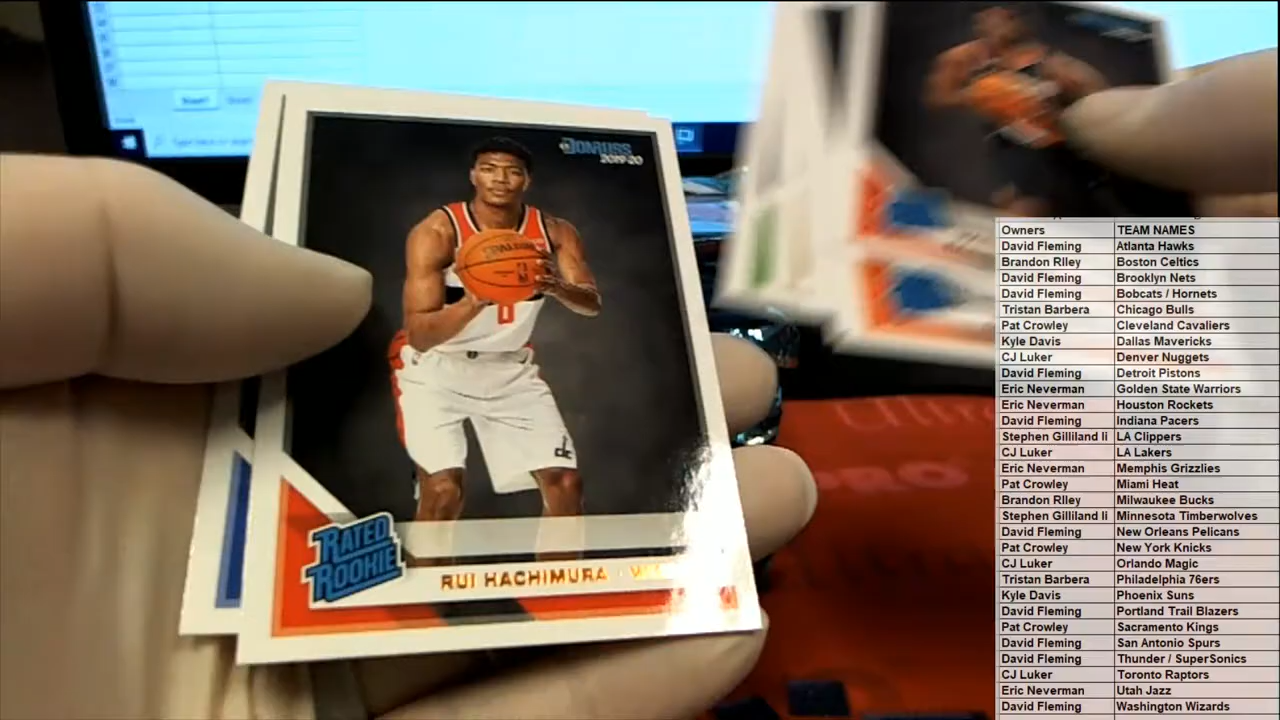 DONRUSS
2019-20
SPALDING
RATED
ROOKIE
RUI HACHIMURA
Owners TEAM NAMES
David Fleming Atlanta Hawks
Brandon RIley Boston Celtics
David Fleming Brooklyn Nets
David Fleming Bobcats / Hornets
Tristan Barbera Chicago Bulls
Pat Crowley Cleveland Cavaliers
Kyle Davis Dallas Mavericks
CJ Luker Denver Nuggets
David Fleming Detroit Pistons
Eric Neverman Golden State Warriors
Eric Neverman Houston Rockets
David Fleming Indiana Pacers
Stephen Gilliland Ii LA Clippers
CJ Luker LA Lakers
Eric Neverman Memphis Grizzlies
Pat Crowley Miami Heat
Brandon RIley Milwaukee Bucks
Stephen Gilliland Ii Minnesota Timberwolves
David Fleming New Orleans Pelicans
Pat Crowley New York Knicks
CJ Luker Orlando Magic
Tristan Barbera Philadelphia 76ers
Kyle Davis Phoenix Suns
David Fleming Portland Trail Blazers
Pat Crowley Sacramento Kings
David Fleming San Antonio Spurs
David Fleming Thunder / SuperSonics
CJ Luker Toronto Raptors
Eric Neverman Utah Jazz
David Fleming Washington Wizards